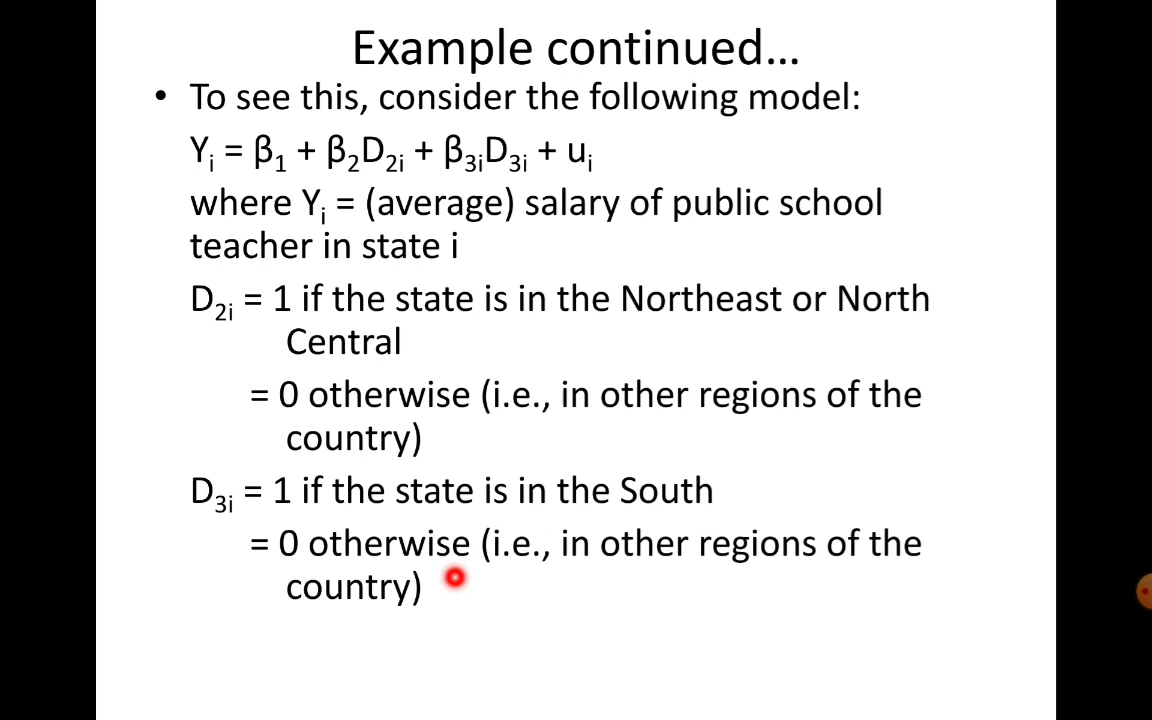 Example continued...
• To see this, consider the following model:
Yᵢ = β₁ + β₂D₂ᵢ + β₃ᵢD₃ᵢ + uᵢ
where Yᵢ = (average) salary of public school
teacher in state i
D₂ᵢ = 1 if the state is in the Northeast or North
Central
= 0 otherwise (i.e., in other regions of the
country)
D₃ᵢ = 1 if the state is in the South
= 0 otherwise (i.e., in other regions of the
country)